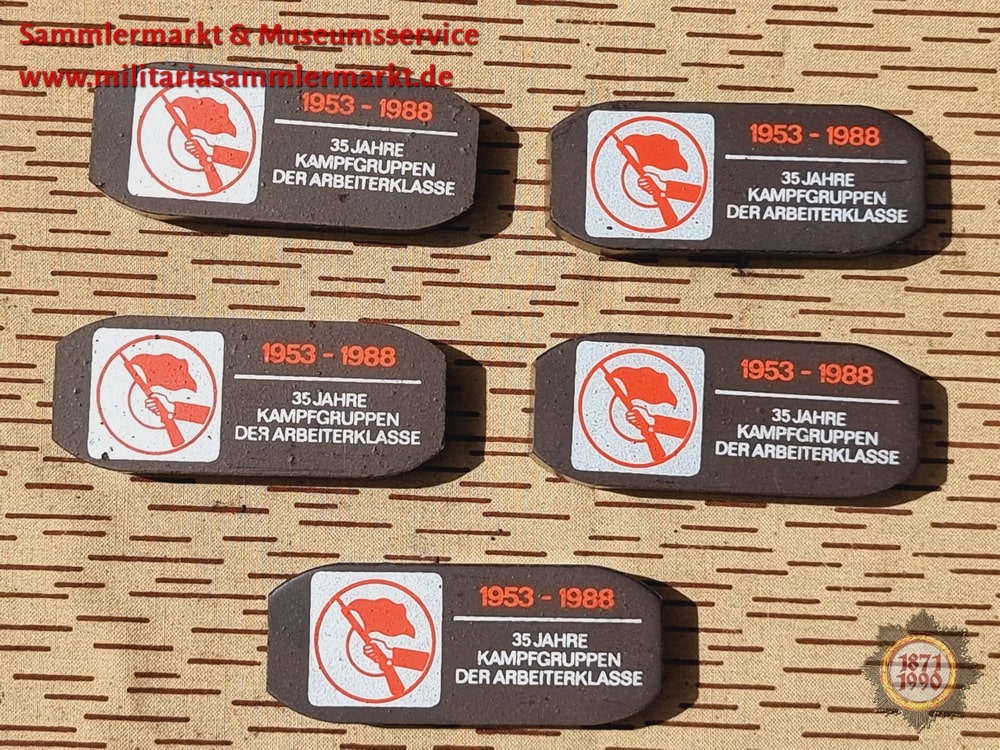 Sammlermarkt & Museumsservice
www.militariasammlermarkt.de
1953 - 1988
35 JAHRE
KAMPFGRUPPEN
DER ARBEITERKLASSE
1953 - 1988
35 JAHRE
KAMPFGRUPPEN
DER ARBEITERKLASSE
1953 - 1988
35 JAHRE
KAMPFGRUPPEN
DER ARBEITERKLASSE
1953 - 1988
35 JAHRE
KAMPFGRUPPEN
DER ARBEITERKLASSE
1953 - 1988
35 JAHRE
KAMPFGRUPPEN
DER ARBEITERKLASSE
1871
1990